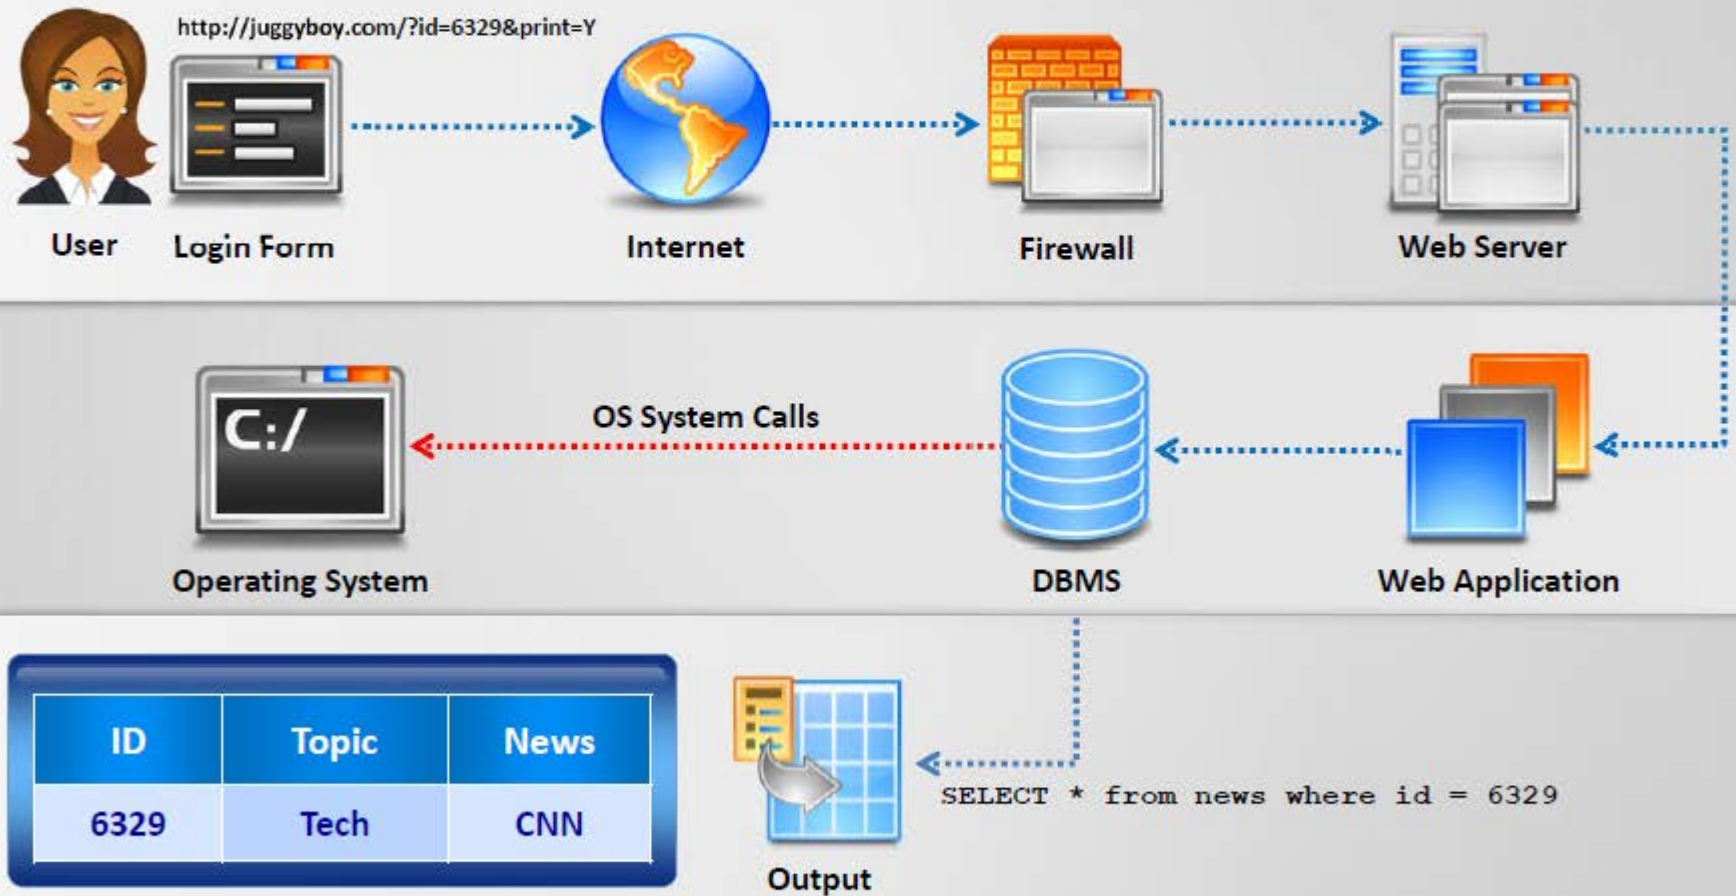 http://juggyboy.com/?id=6329&print=Y
User
Login Form
Internet
Firewall
Web Server
C:/
OS System Calls
Operating System
DBMS
Web Application
ID Topic News
6329 Tech CNN
SELECT * from news where id = 6329
Output